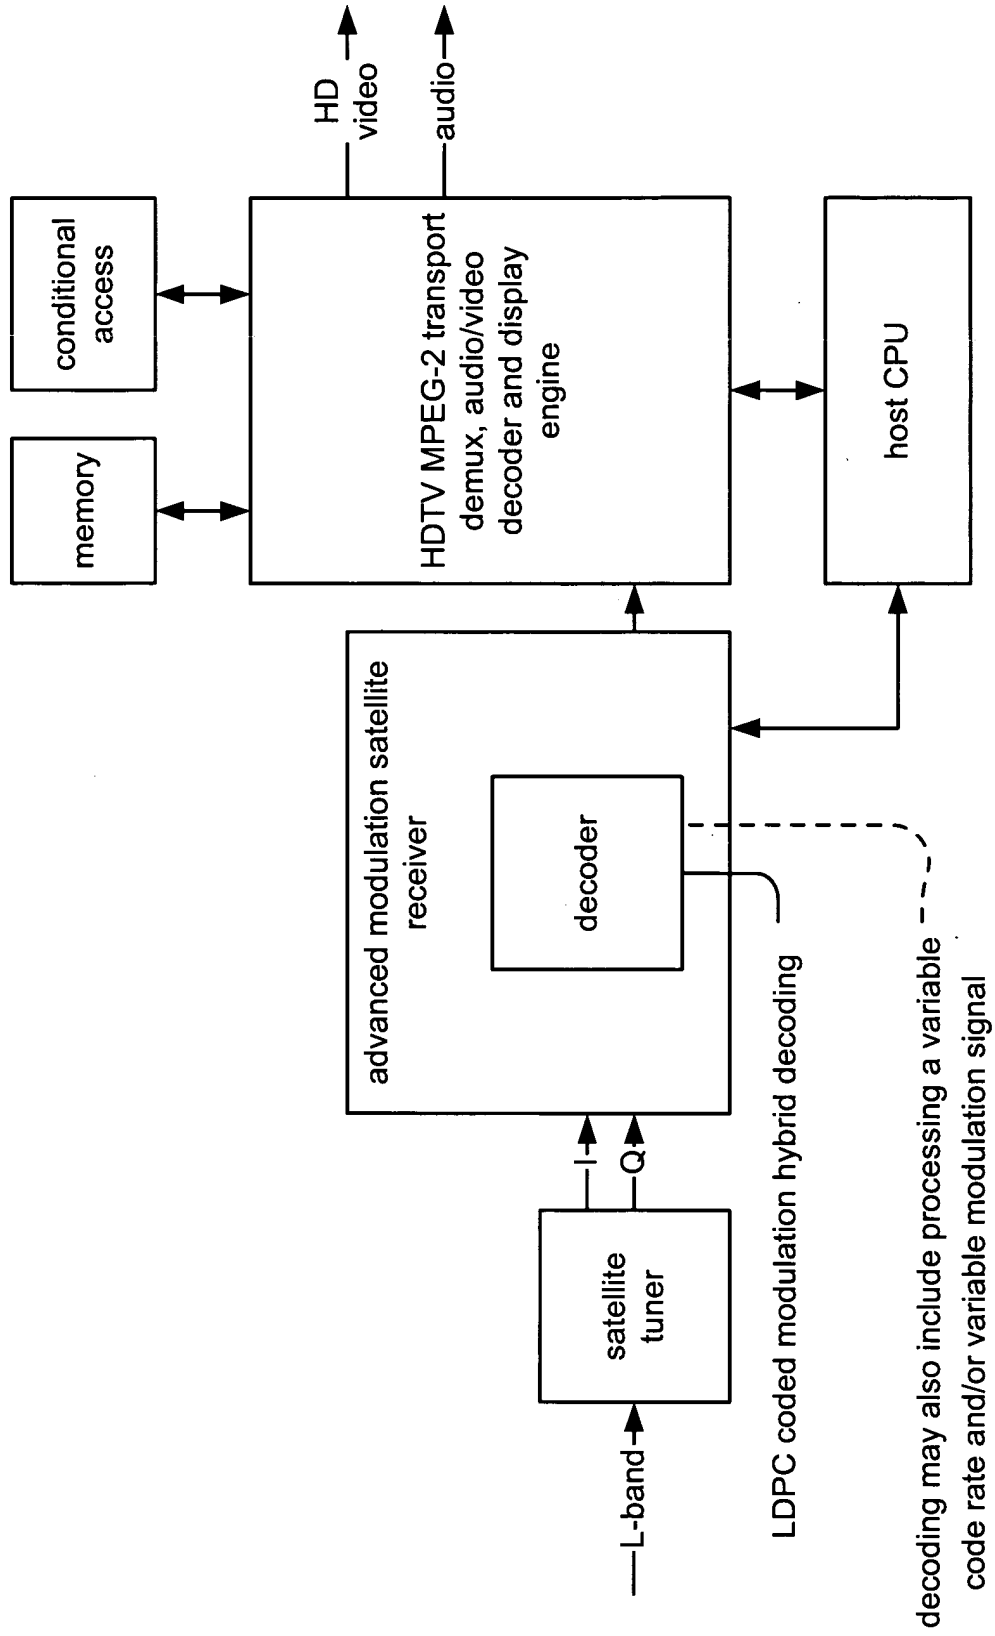 conditional
access
memory
HD
video
audio
HDTV MPEG-2 transport
demux, audio/video
decoder and display
engine
advanced modulation satellite
receiver
decoder
host CPU
I
Q
satellite
tuner
L-band
LDPC coded modulation hybrid decoding
decoding may also include processing a variable
code rate and/or variable modulation signal